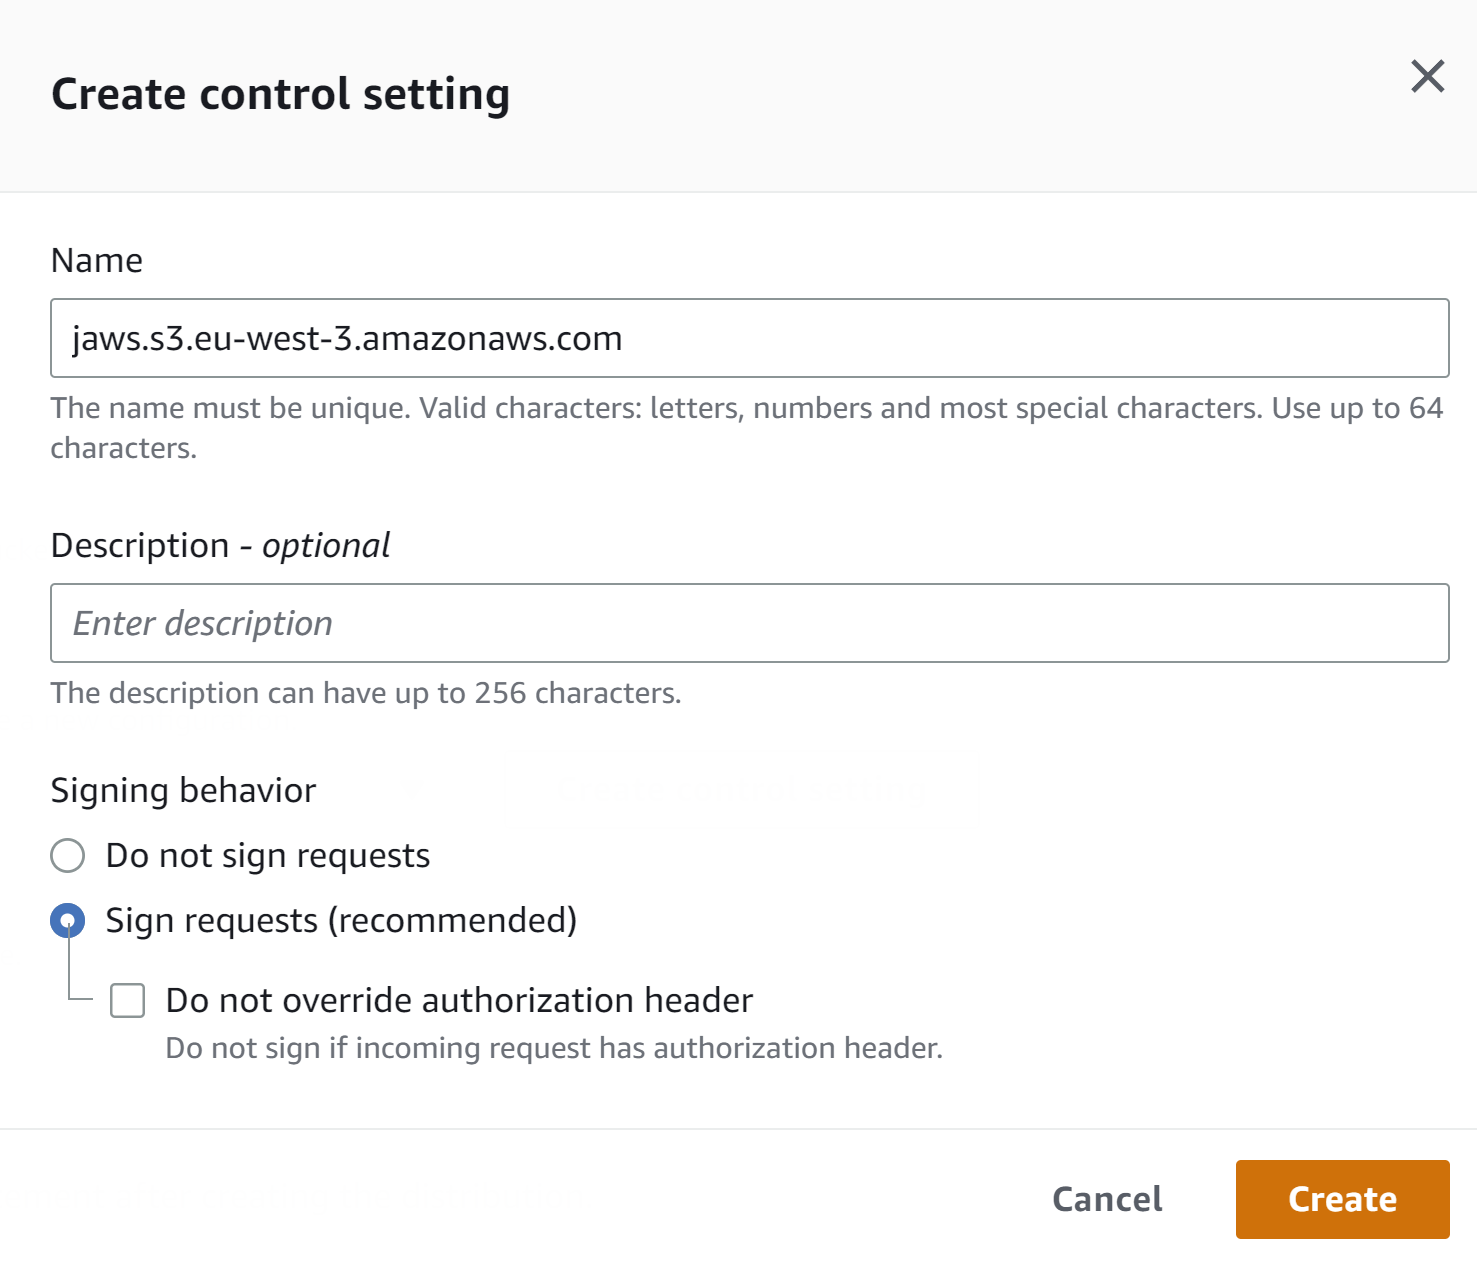 Create control setting
Name
jaws.s3.eu-west-3.amazonaws.com
The name must be unique. Valid characters: letters, numbers and most special characters. Use up to 64
characters.
Description - optional
Enter description
The description can have up to 256 characters.
Signing behavior
Do not sign requests
Sign requests (recommended)
Do not override authorization header
Do not sign if incoming request has authorization header.
Cancel
Create